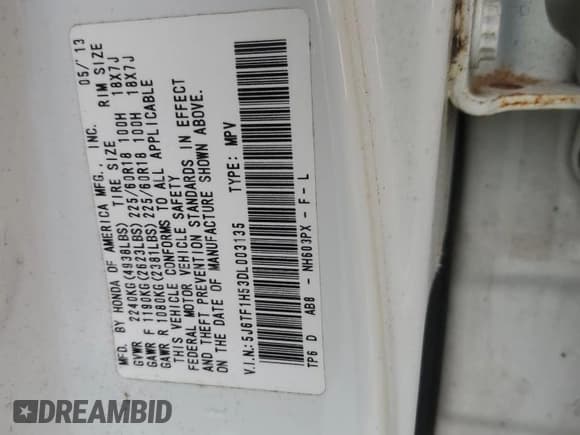 MFD. BY HONDA OF AMERICA MFG., INC. 05/'13
TIRE SIZE RIM SIZE
GVWR 2240KG(4938LBS)
GAWR F 1190KG(2623LBS) 225/60R18 100H 18X7J
GAWR R 1080KG(2381LBS) 225/60R18 100H 18X7J
THIS VEHICLE CONFORMS TO ALL APPLICABLE
FEDERAL MOTOR VEHICLE SAFETY
AND THEFT PREVENTION STANDARDS IN EFFECT
ON THE DATE OF MANUFACTURE SHOWN ABOVE.
V.I.N.:5J6TF1H53DL003135 TYPE: MPV
TP6 D AB8 - NH603PX - F - L
DREAMBID